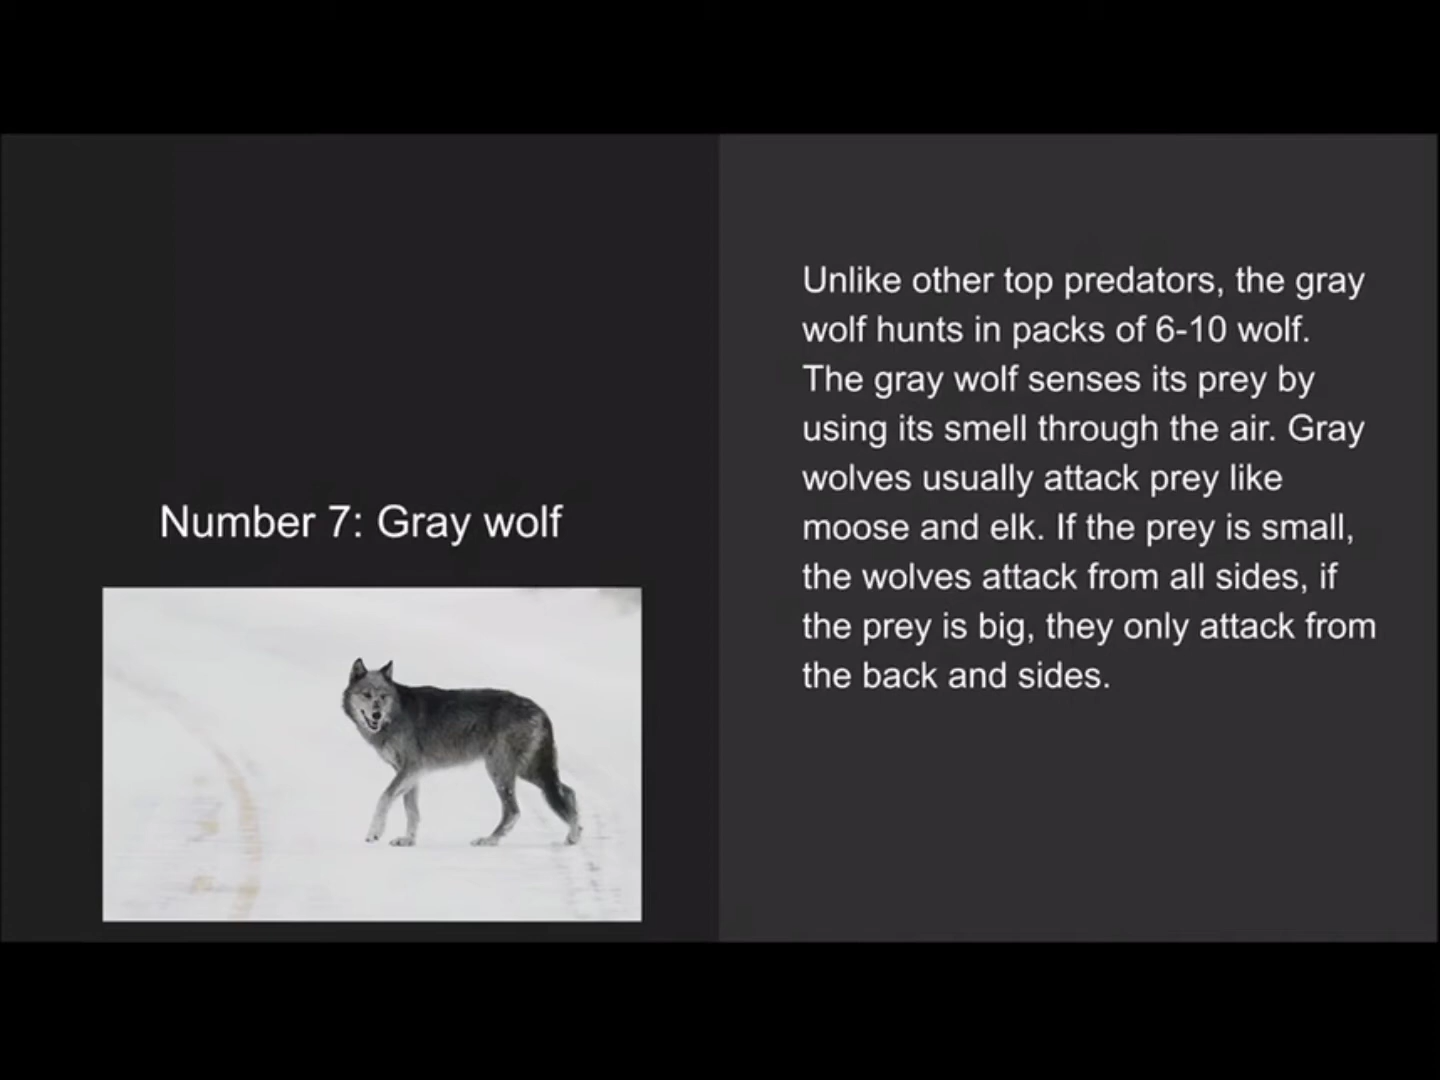 Number 7: Gray wolf
Unlike other top predators, the gray
wolf hunts in packs of 6-10 wolf.
The gray wolf senses its prey by
using its smell through the air. Gray
wolves usually attack prey like
moose and elk. If the prey is small,
the wolves attack from all sides, if
the prey is big, they only attack from
the back and sides.